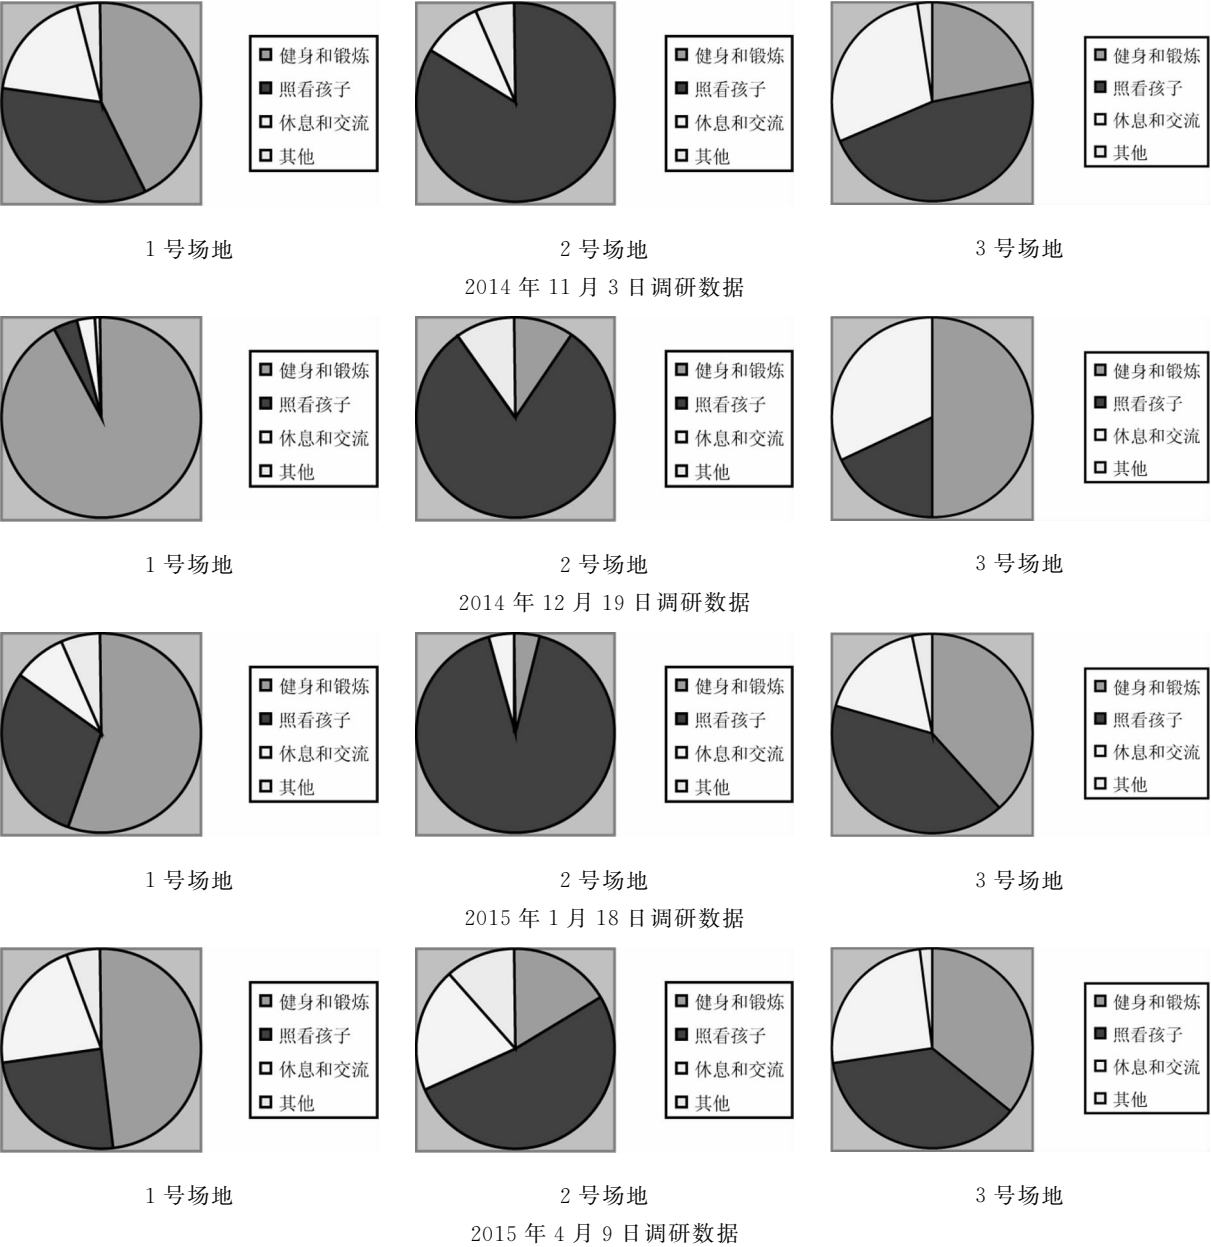 健身和锻炼
照看孩子
休息和交流
其他
健身和锻炼
照看孩子
休息和交流
其他
健身和锻炼
照看孩子
休息和交流
其他
1 号场地
2 号场地
3 号场地
2014 年 11 月 3 日调研数据
健身和锻炼
照看孩子
休息和交流
其他
健身和锻炼
照看孩子
休息和交流
其他
健身和锻炼
照看孩子
休息和交流
其他
1 号场地
2 号场地
3 号场地
2014 年 12 月 19 日调研数据
健身和锻炼
照看孩子
休息和交流
其他
健身和锻炼
照看孩子
休息和交流
其他
健身和锻炼
照看孩子
休息和交流
其他
1 号场地
2 号场地
3 号场地
2015 年 1 月 18 日调研数据
健身和锻炼
照看孩子
休息和交流
其他
健身和锻炼
照看孩子
休息和交流
其他
健身和锻炼
照看孩子
休息和交流
其他
1 号场地
2 号场地
3 号场地
2015 年 4 月 9 日调研数据